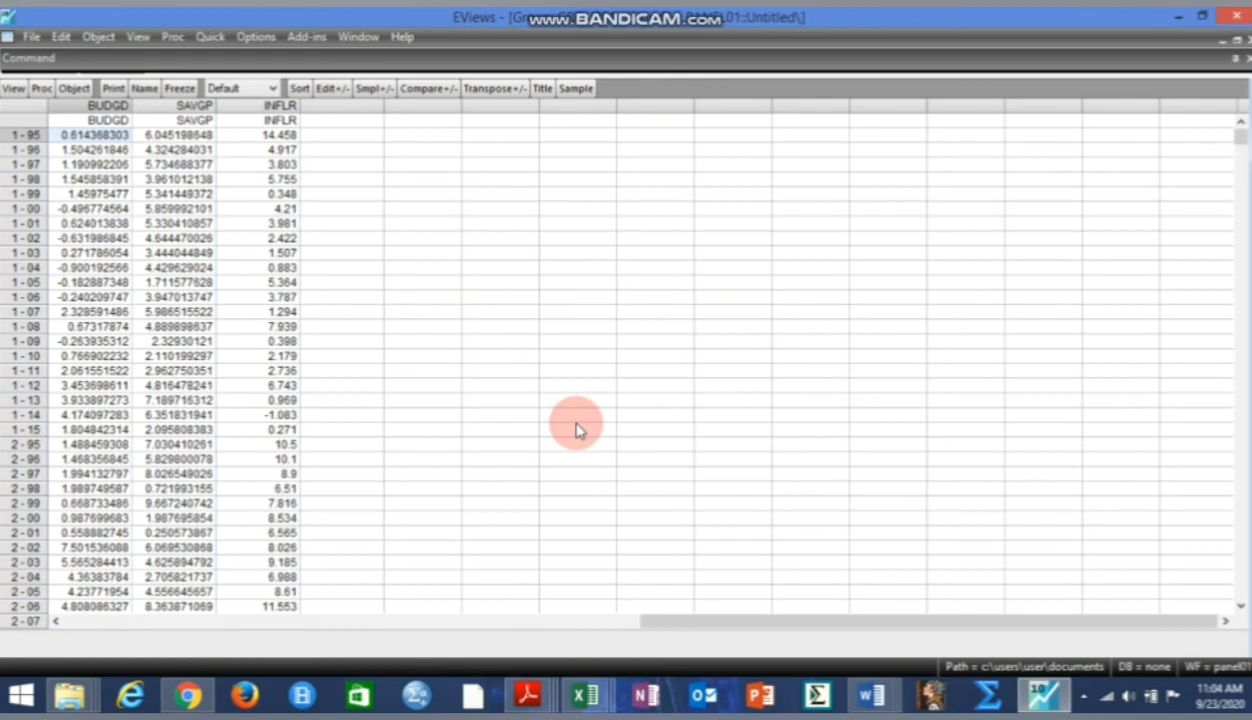 EViews - [Gr
www.BANDICAM.com
PANEL01::Untitled\]
File Edit Object View Proc Quick Options Add-ins Window Help
Command
View Proc Object Print Name Freeze Default Sort Edit+/- Smpl+/- Compare+/- Transpose+/- Title Sample
BUDGD SAVGP INFLR
BUDGD SAVGP INFLR
1 - 95 0.614368303 6.045198648 14.458
1 - 96 1.504261846 4.324284031 4.917
1 - 97 1.190992206 5.734688377 3.803
1 - 98 1.545858391 3.961012138 5.755
1 - 99 1.45975477 5.341449372 0.348
1 - 00 -0.496774564 5.859992101 4.21
1 - 01 0.624013838 5.330410857 3.981
1 - 02 -0.631986845 4.644470026 2.422
1 - 03 0.271786054 3.444044849 1.507
1 - 04 -0.900192566 4.429629024 0.883
1 - 05 -0.182887348 1.711577628 5.364
1 - 06 -0.240209747 3.947013747 3.787
1 - 07 2.328591486 5.986515522 1.294
1 - 08 0.67317874 4.889898637 7.939
1 - 09 -0.263935312 2.32930121 0.398
1 - 10 0.766902232 2.110199297 2.179
1 - 11 2.061551522 2.962750351 2.736
1 - 12 3.453698611 4.816478241 6.743
1 - 13 3.933897273 7.189716312 0.969
1 - 14 4.174097283 6.351831941 -1.083
1 - 15 1.804842314 2.095808383 0.271
2 - 95 1.488459308 7.030410261 10.5
2 - 96 1.468356845 5.829800078 10.1
2 - 97 1.994132797 8.026549026 8.9
2 - 98 1.989749587 0.721993155 6.51
2 - 99 0.668733486 9.667240742 7.816
2 - 00 0.987699683 1.987695854 8.534
2 - 01 0.558882745 0.250573867 6.565
2 - 02 7.501536088 6.069530868 8.026
2 - 03 5.565284413 4.625894792 9.185
2 - 04 4.36383784 2.705821737 6.988
2 - 05 4.23771954 4.556645657 8.61
2 - 06 4.808086327 8.363871069 11.553
2 - 07
Path = c:\users\user\documents DB = none WF = panel01
11:04 AM
9/23/2020